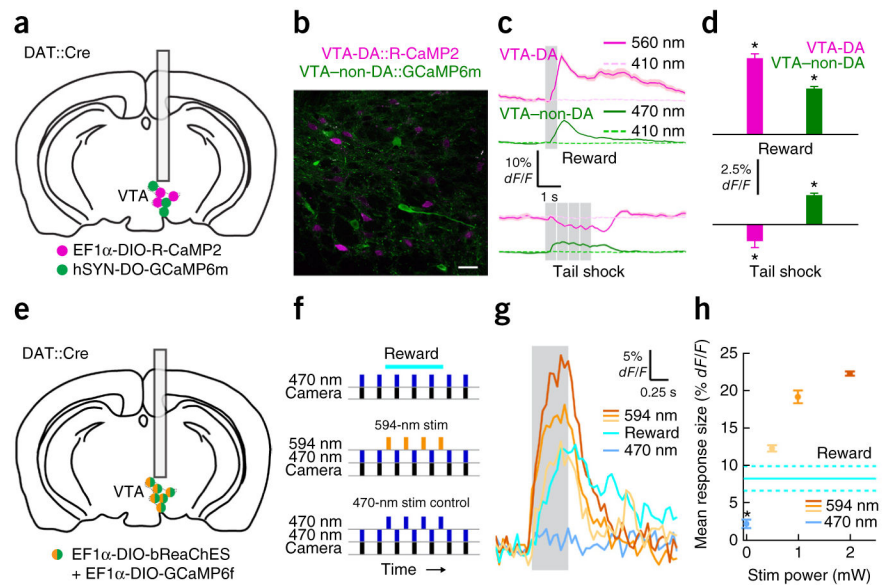 a
DAT::Cre
VTA
EF1α-DIO-R-CaMP2
hSYN-DO-GCaMP6m
b
VTA-DA::R-CaMP2
VTA–non-DA::GCaMP6m
c
VTA-DA
560 nm
410 nm
VTA–non-DA
470 nm
410 nm
10%
dF/F
1 s
Reward
Tail shock
d
VTA-DA
VTA–non-DA
*
*
Reward
2.5%
dF/F
*
*
Tail shock
e
DAT::Cre
VTA
EF1α-DIO-bReaChES
+ EF1α-DIO-GCaMP6f
f
Reward
470 nm
Camera
594-nm stim
594 nm
470 nm
Camera
470-nm stim control
470 nm
470 nm
Camera
Time →
g
5%
dF/F
0.25 s
594 nm
Reward
470 nm
h
Mean response size (% dF/F)
25
20
15
10
5
0
Reward
594 nm
470 nm
*
0
1
2
Stim power (mW)